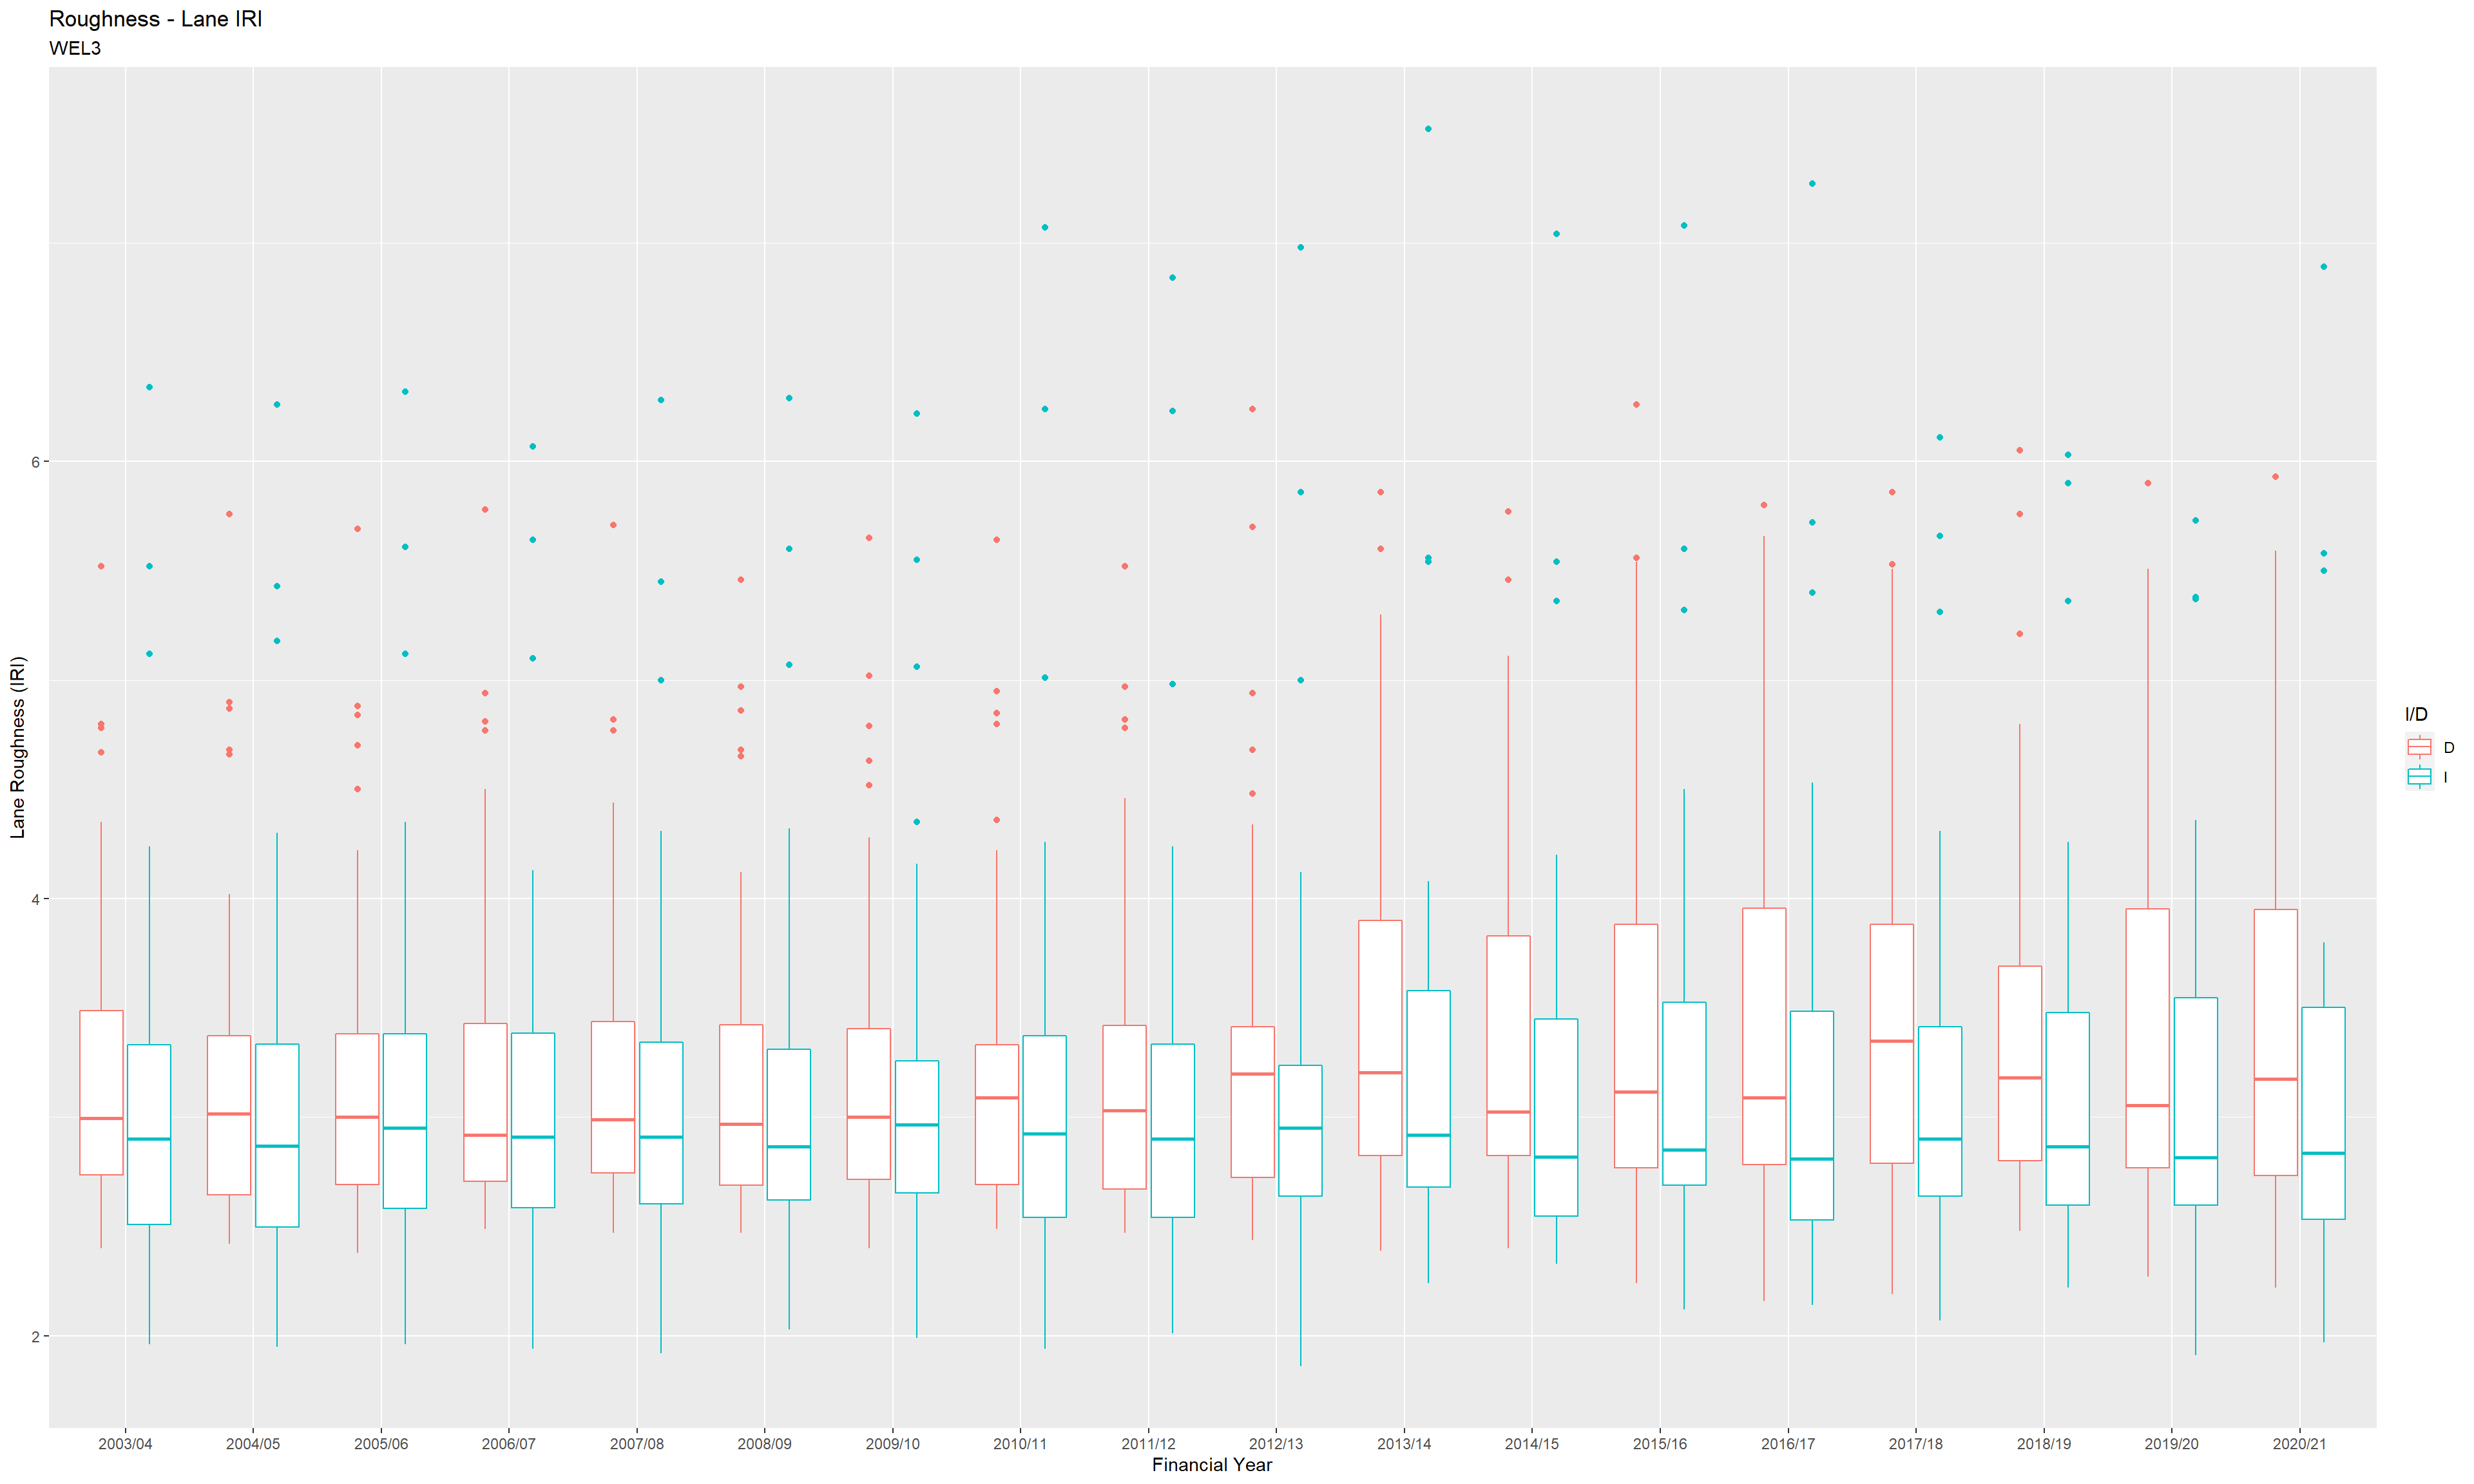 Roughness - Lane IRI
WEL3
Lane Roughness (IRI)
6
4
2
2003/04 2004/05 2005/06 2006/07 2007/08 2008/09 2009/10 2010/11 2011/12 2012/13 2013/14 2014/15 2015/16 2016/17 2017/18 2018/19 2019/20 2020/21
Financial Year
I/D
D
I